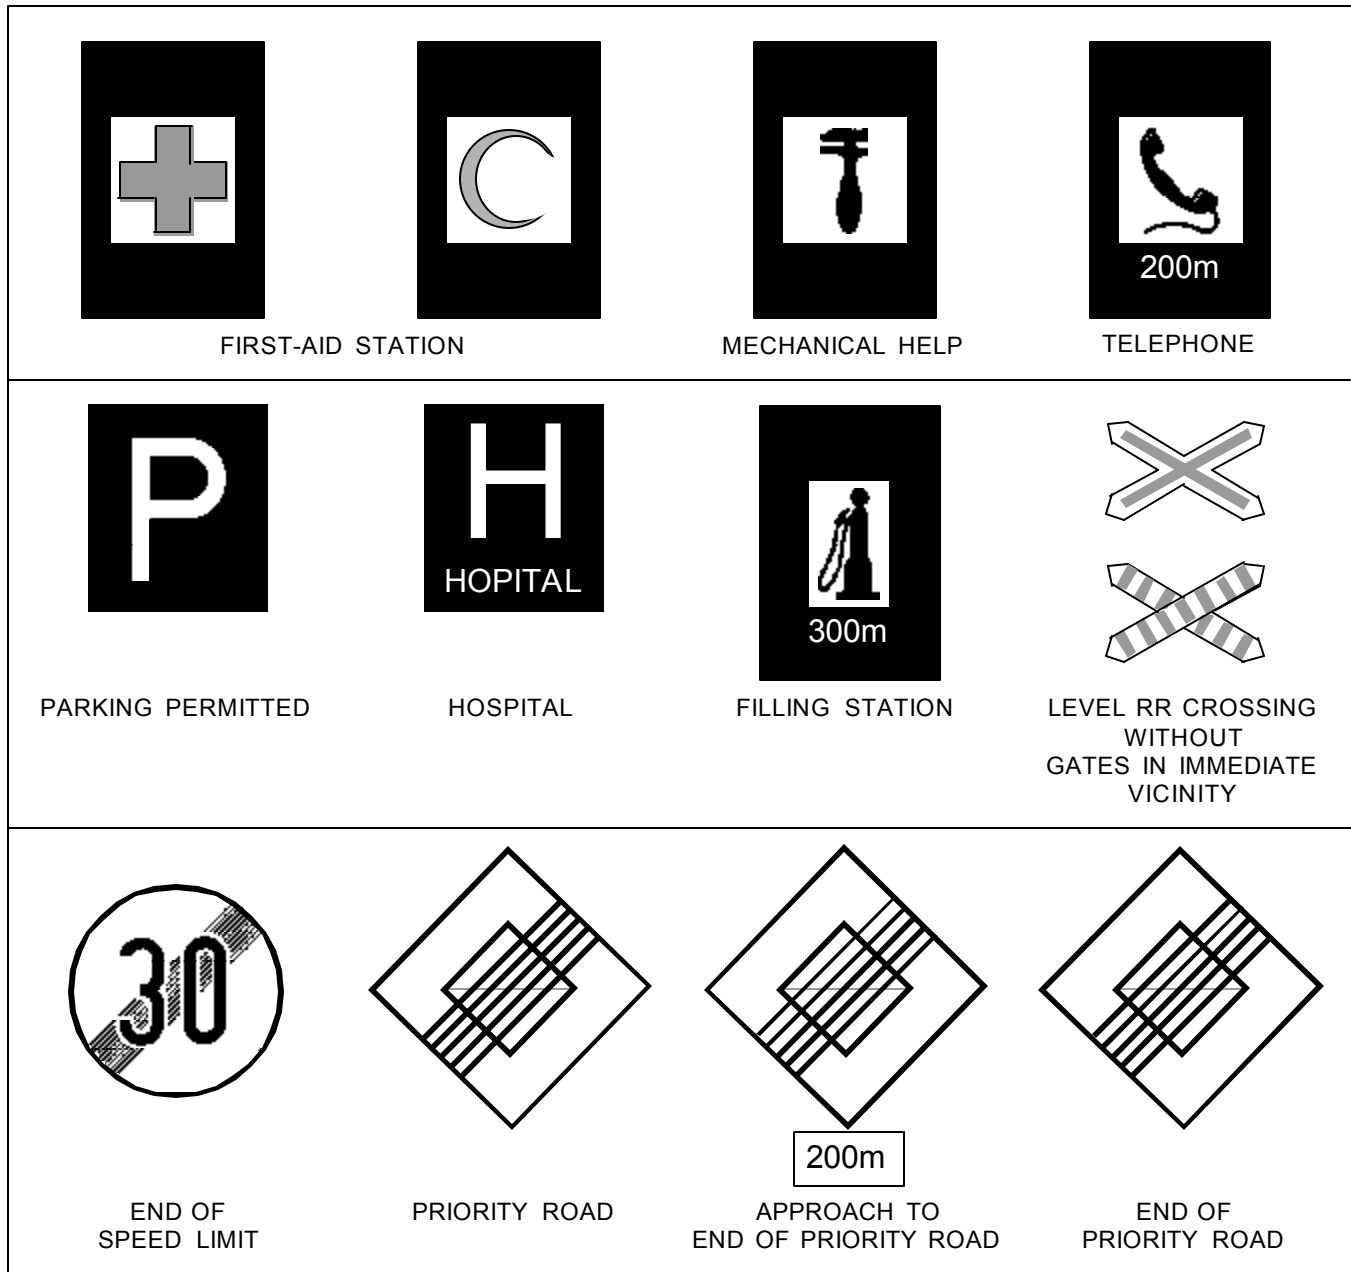 200m
FIRST-AID STATION
MECHANICAL HELP
TELEPHONE
P
H
HOPITAL
300m
PARKING PERMITTED
HOSPITAL
FILLING STATION
LEVEL RR CROSSING
WITHOUT
GATES IN IMMEDIATE
VICINITY
30
200m
END OF
SPEED LIMIT
PRIORITY ROAD
APPROACH TO
END OF PRIORITY ROAD
END OF
PRIORITY ROAD